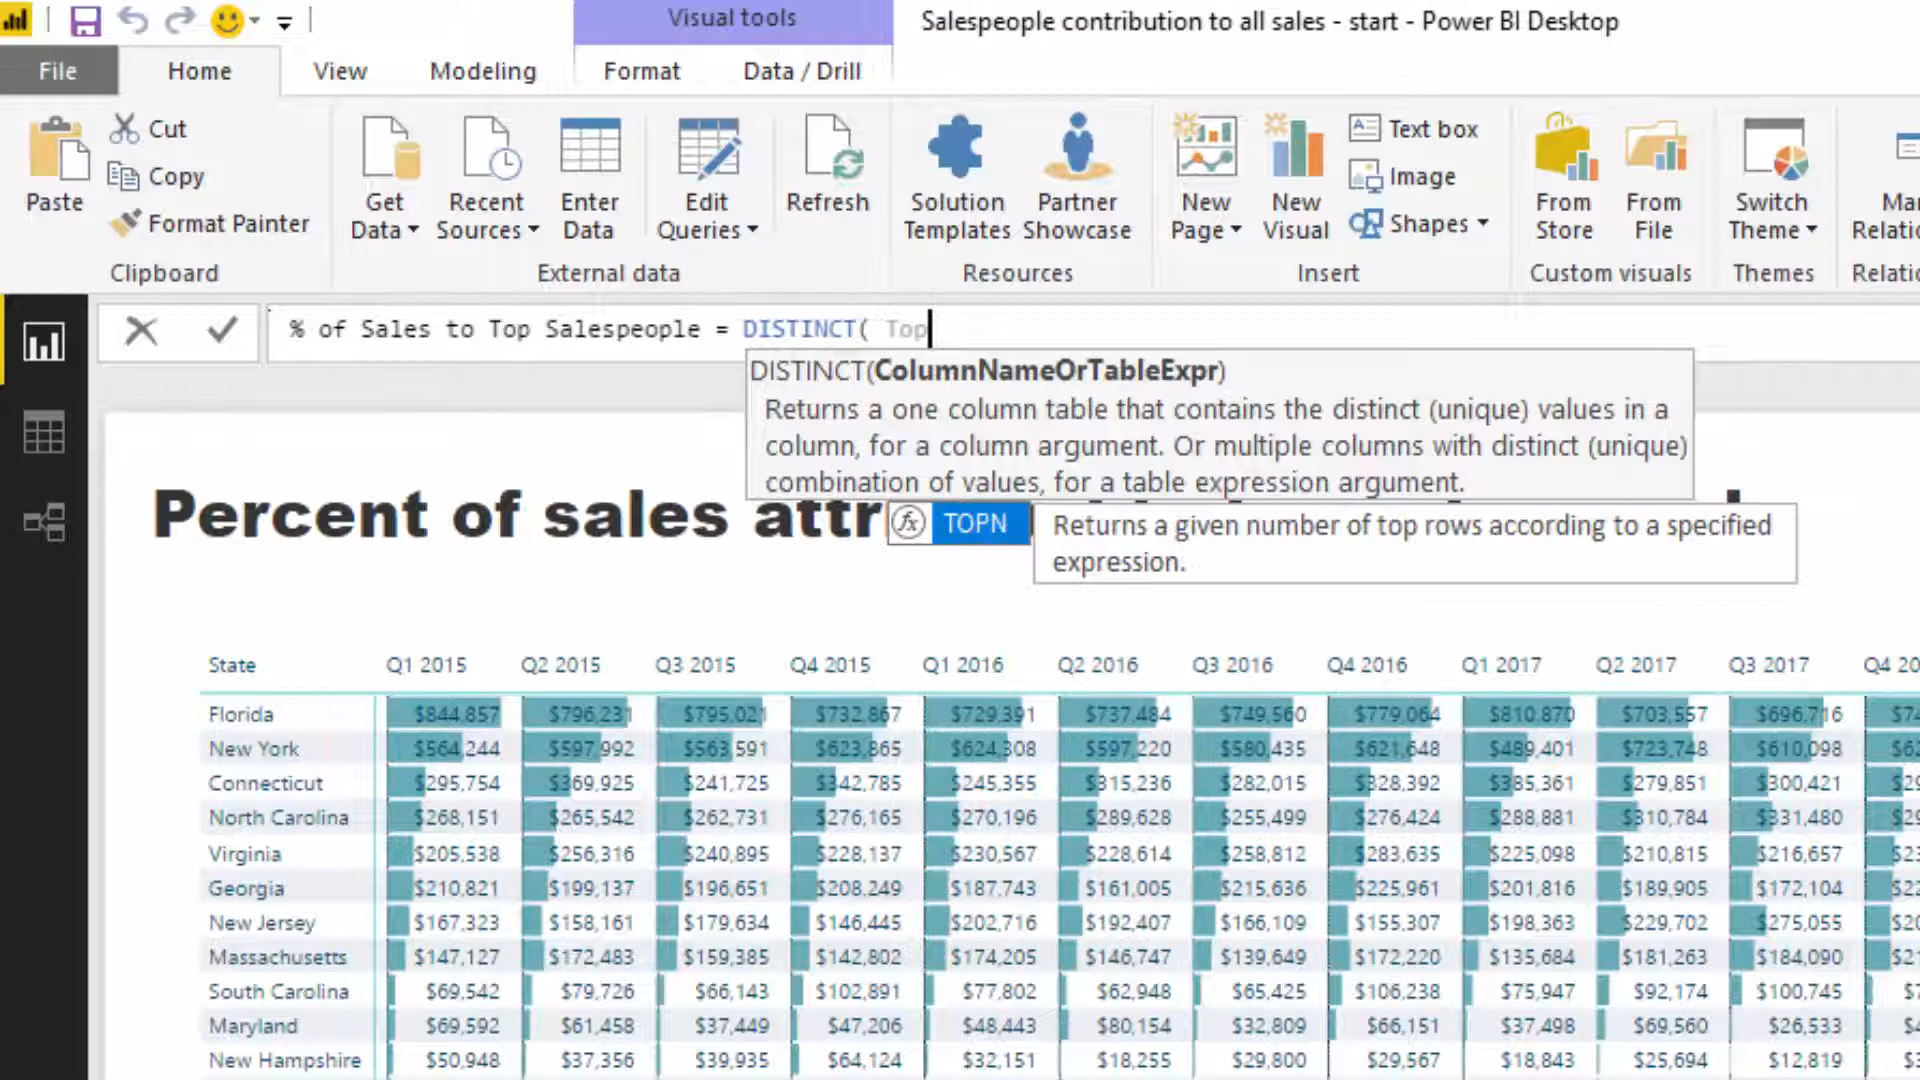 Visual tools
Salespeople contribution to all sales - start - Power BI Desktop
File Home View Modeling Format Data / Drill
Paste
Cut
Copy
Format Painter
Clipboard
Get Data
Recent Sources
Enter Data
Edit Queries
Refresh
External data
Solution Templates
Partner Showcase
Resources
New Page
New Visual
Text box
Image
Shapes
Insert
From Store
From File
Custom visuals
Switch Theme
Themes
% of Sales to Top Salespeople = DISTINCT( Top
DISTINCT(ColumnNameOrTableExpr)
Returns a one column table that contains the distinct (unique) values in a
column, for a column argument. Or multiple columns with distinct (unique)
combination of values, for a table expression argument.
Percent of sales attr
fx TOPN
Returns a given number of top rows according to a specified
expression.
State Q1 2015 Q2 2015 Q3 2015 Q4 2015 Q1 2016 Q2 2016 Q3 2016 Q4 2016 Q1 2017 Q2 2017 Q3 2017 Q4 20
Florida $844,857 $796,231 $795,021 $732,867 $729,391 $737,484 $749,560 $779,064 $810,870 $703,557 $696,716
New York $564,244 $597,992 $563,591 $623,865 $624,308 $597,220 $580,435 $621,648 $489,401 $723,748 $610,098
Connecticut $295,754 $369,925 $241,725 $342,785 $245,355 $315,236 $282,015 $328,392 $385,361 $279,851 $300,421
North Carolina $268,151 $265,542 $262,731 $276,165 $270,196 $289,628 $255,499 $276,424 $288,881 $310,784 $331,480
Virginia $205,538 $256,316 $240,895 $228,137 $230,567 $228,614 $258,812 $283,635 $225,098 $210,815 $216,657
Georgia $210,821 $199,137 $196,651 $208,249 $187,743 $161,005 $215,636 $225,961 $201,816 $189,905 $172,104
New Jersey $167,323 $158,161 $179,634 $146,445 $202,716 $192,407 $166,109 $155,307 $198,363 $229,702 $275,055
Massachusetts $147,127 $172,483 $159,385 $142,802 $174,205 $146,747 $139,649 $172,220 $135,684 $181,263 $184,090
South Carolina $69,542 $79,726 $66,143 $102,891 $77,802 $62,948 $65,425 $106,238 $75,947 $92,174 $100,745
Maryland $69,592 $61,458 $37,449 $47,206 $48,443 $80,154 $32,809 $66,151 $37,498 $69,560 $26,533
New Hampshire $50,948 $37,356 $39,935 $64,124 $32,151 $18,255 $29,800 $29,567 $18,843 $25,694 $12,819